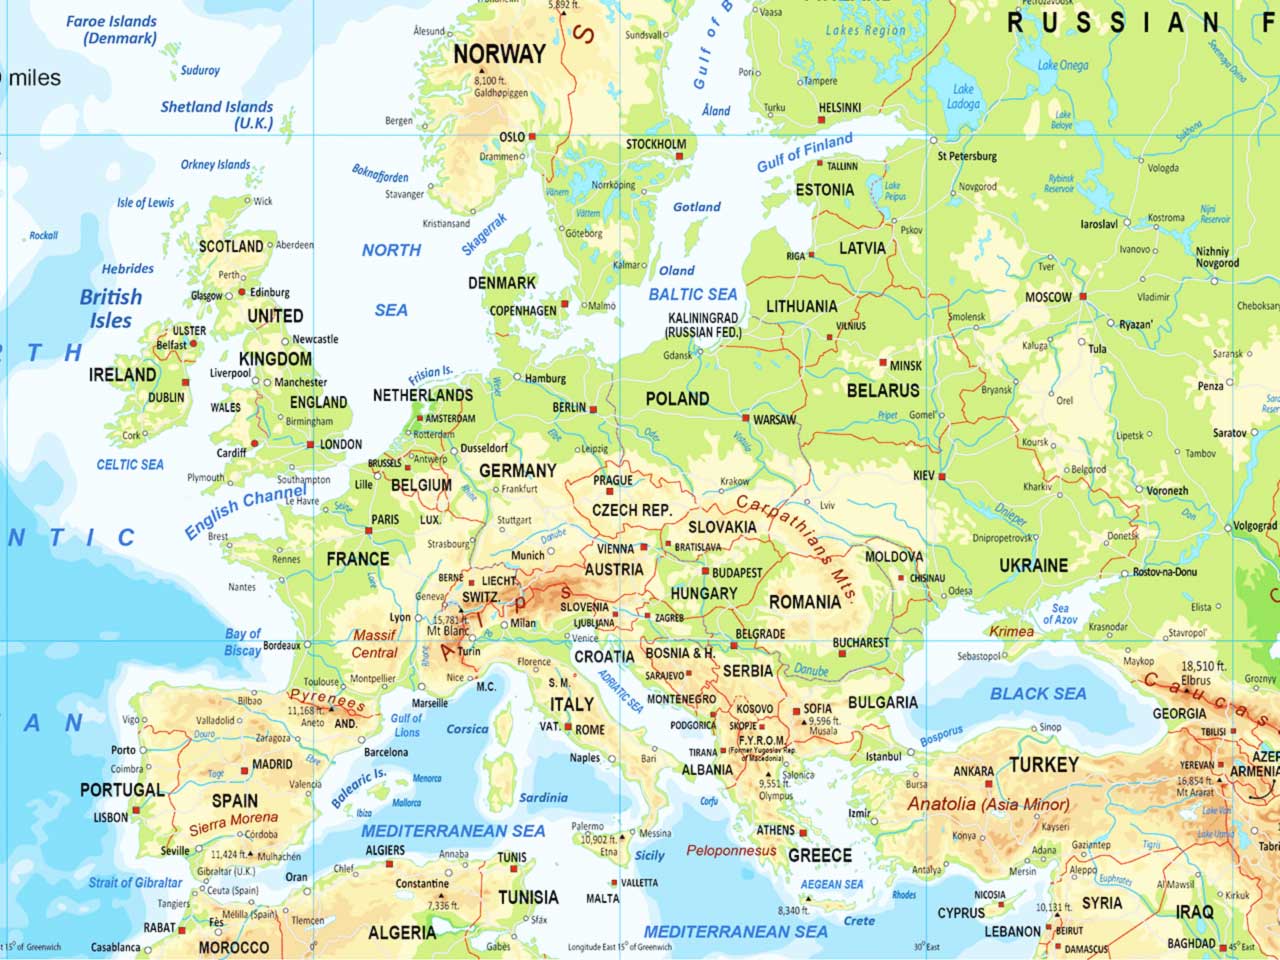 Faroe Islands
(Denmark)
Suduroy
miles
Shetland Islands
(U.K.)
Orkney Islands
Wick
Isle of Lewis
Rockall
Hebrides
British
Isles
SCOTLAND
Aberdeen
Perth
Glasgow
Edinburg
UNITED
KINGDOM
ULSTER
Belfast
Newcastle
IRELAND
DUBLIN
Liverpool
Manchester
WALES
ENGLAND
Birmingham
Cork
Cardiff
LONDON
CELTIC SEA
Plymouth
Southampton
English Channel
R T H
N T I C
A N
5,892 ft.
Ålesund
NORWAY
8,100 ft.
Galdhøpiggen
Bergen
OSLO
Drammen
Boknafjorden
Stavanger
Kristiansand
Skagerrak
NORTH
SEA
S
Sundsvall
Gulf of B
Vaasa
Pori
Tampere
Lakes Region
Turku
HELSINKI
Åland
STOCKHOLM
Gulf of Finland
TALLINN
Norrköping
Vänern
Vättern
Göteborg
Gotland
ESTONIA
Lake
Peipus
Pskov
Kalmar
Oland
BALTIC SEA
RIGA
LATVIA
DENMARK
COPENHAGEN
Malmö
KALININGRAD
(RUSSIAN FED.)
LITHUANIA
VILNIUS
Gdansk
MINSK
BELARUS
Pripet
Gomel'
Petrozavodsk
RUSSIAN F
Lake Onega
Lake
Ladoga
Lake
Beloye
Severnaya Dvina
Sukhona
St Petersburg
Novgorod
Vologda
Rybinsk
Reservoir
Iaroslavl
Kostroma
Nijni
Reservoir
Ivanovo
Nizhniy
Novgorod
Tver
MOSCOW
Vladimir
Cheboksar
Smolensk
Ryazan'
Kaluga
Tula
Saransk
Bryansk
Orel
Penza
Koursk
Lipetsk
Saratov
Tambov
Belgorod
Kharkiv
Voronezh
Don
Volgograd
Frisian Is.
NETHERLANDS
AMSTERDAM
Rotterdam
Weser
Hamburg
BERLIN
Elbe
Oder
POLAND
WARSAW
Vistula
BRUSSELS
Antwerp
Dusseldorf
Lille
BELGIUM
GERMANY
Leipzig
Frankfurt
Rhine
PRAGUE
CZECH REP.
Krakow
Lviv
KIEV
Carpathians Mts.
Dnieper
Dnipropetrovsk
Donetsk
UKRAINE
Rostov-na-Donu
Le Havre
Seine
PARIS
LUX.
Brest
Rennes
FRANCE
Strasbourg
Stuttgart
Munich
Danube
VIENNA
SLOVAKIA
BRATISLAVA
AUSTRIA
BUDAPEST
HUNGARY
MOLDOVA
CHISINAU
ROMANIA
Odesa
Sea
of Azov
Elista
Nantes
Loire
BERNE
LIECHT.
SWITZ.
Geneva
15,781 ft.
Mt Blanc
Lyon
Alps
Milan
Turin
Po
SLOVENIA
LJUBLJANA
Venice
ZAGREB
CROATIA
BOSNIA & H.
BELGRADE
BUCHAREST
Krimea
Sebastopol
Krasnodar
Stavropol'
Maykop
18,510 ft.
Elbrus
Caucas
Groznyy
Bay of
Biscay
Bordeaux
Massif
Central
Rhône
Toulouse
Montpellier
Nice
M.C.
Marseille
Florence
S. M.
ADRIATIC SEA
SARAJEVO
SERBIA
Danube
MONTENEGRO
PODGORICA
KOSOVO
SKOPJE
SOFIA
9,596 ft.
Musala
BULGARIA
BLACK SEA
GEORGIA
TBILISI
Bilbao
Pyrenees
11,168 ft.
Aneto
AND.
Gulf of
Lions
Vigo
Valladolid
Douro
Zaragoza
Ebre
Barcelona
Corsica
ITALY
VAT.
ROME
F.Y.R.O.M.
(Former Yugoslav Rep.
of Macedonia)
TIRANA
ALBANIA
Salonica
9,551 ft.
Olympus
Istanbul
Bosporus
Sinop
Porto
Coimbra
Tage
MADRID
PORTUGAL
SPAIN
Valencia
LISBON
Sierra Morena
Balearic Is.
Menorca
Mallorca
Ibiza
Naples
Bari
Sardinia
Corfu
Bursa
ANKARA
TURKEY
YEREVAN
AZER
ARMENIA
16,854 ft.
Mt Ararat
Anatolia (Asia Minor)
Izmir
Kayseri
Konya
Lake Van
Lake Urmia
Tabri
Córdoba
Seville
11,424 ft.
Mulhacén
Gibraltar (U.K.)
Strait of Gibraltar
Ceuta (Spain)
Tangiers
MEDITERRANEAN SEA
Palermo
10,902 ft.
Etna
Messina
Sicily
Peloponnesus
ATHENS
GREECE
AEGEAN SEA
Rhodes
Antalya
Mersin
Adana
Gaziantep
Tigris
Aleppo
Euphrates
Al Mawsil
Kirkuk
ALGIERS
Chlef
Oran
Annaba
TUNIS
Constantine
7,336 ft.
TUNISIA
VALLETTA
MALTA
8,340 ft.
Crete
NICOSIA
CYPRUS
10,131 ft.
SYRIA
LEBANON
BEIRUT
DAMASCUS
IRAQ
BAGHDAD
Melilla (Spain)
Tlemcen
RABAT
Fès
MOROCCO
Casablanca
ALGERIA
Sfáx
Gabès
MEDITERRANEAN SEA
t 15° of Greenwich
0°
Longitude East 15° of Greenwich
30° East
45° East